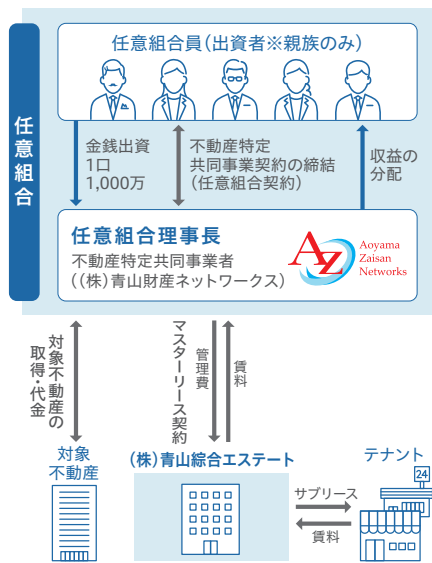 任意組合
任意組合員（出資者※親族のみ）
金銭出資
1口
1,000万
不動産特定
共同事業契約の締結
（任意組合契約）
収益の
分配
任意組合理事長
不動産特定共同事業者
（（株）青山財産ネットワークス）
AZ
Aoyama
Zaisan
Networks
対象不動産の
取得・代金
マスターリース契約
管理費
賃料
対象
不動産
（株）青山綜合エステート
テナント
24
サブリース
賃料